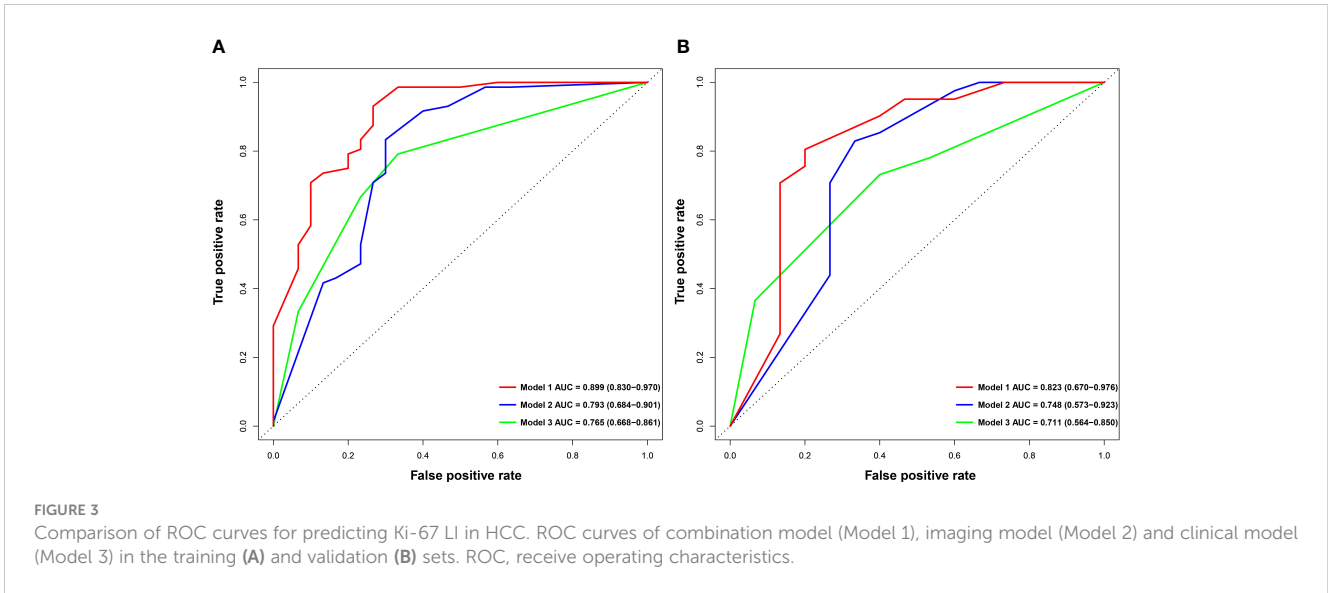 A
B
True positive rate
1.0
0.8
0.6
0.4
0.2
0.0
Model 1 AUC = 0.899 (0.830−0.970)
Model 2 AUC = 0.793 (0.684−0.901)
Model 3 AUC = 0.765 (0.668−0.861)
0.0 0.2 0.4 0.6 0.8 1.0
False positive rate
True positive rate
1.0
0.8
0.6
0.4
0.2
0.0
Model 1 AUC = 0.823 (0.670−0.976)
Model 2 AUC = 0.748 (0.573−0.923)
Model 3 AUC = 0.711 (0.564−0.850)
0.0 0.2 0.4 0.6 0.8 1.0
False positive rate
FIGURE 3
Comparison of ROC curves for predicting Ki-67 LI in HCC. ROC curves of combination model (Model 1), imaging model (Model 2) and clinical model
(Model 3) in the training (A) and validation (B) sets. ROC, receive operating characteristics.